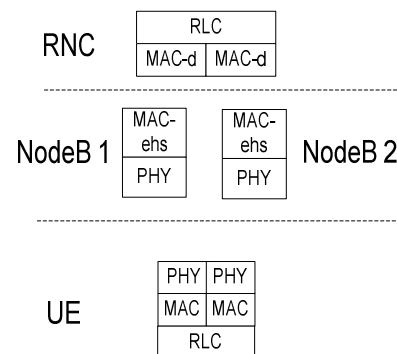 RNC
RLC
MAC-d MAC-d
NodeB 1
MAC-
ehs
PHY
MAC-
ehs
PHY
NodeB 2
UE
PHY PHY
MAC MAC
RLC